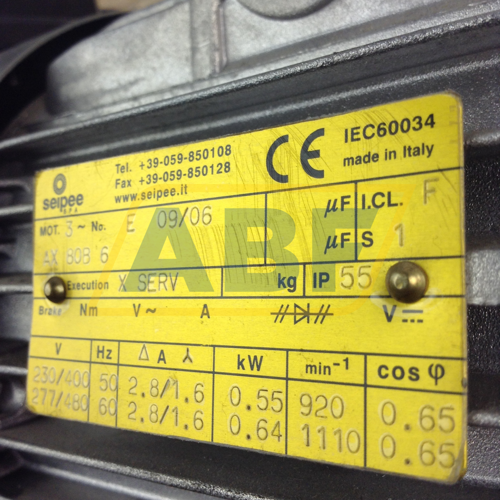 seipee
S.P.A.
Tel. +39-059-850108
Fax +39-059-850128
www.seipee.it
CE
IEC60034
made in Italy
MOT. 3 ~ No. E 09/06 µF I.CL. F
80B 6 µF S 1
Execution X SERV kg IP 55
Brake Nm V ~ A V
V Hz Δ A kW min-1 cos φ
230/400 50 2.8/1.6 0.55 920 0.65
277/480 60 2.8/1.6 0.64 1110 0.65
ABF